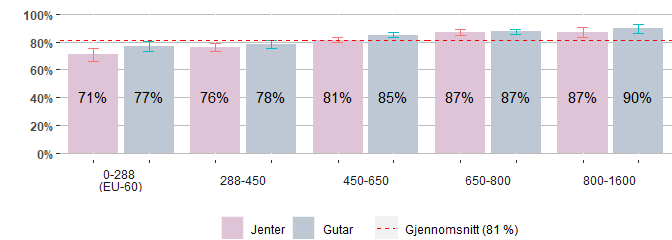 100%
80%
60%
40%
20%
0%
71% 77% 76% 78% 81% 85% 87% 87% 87% 90%
0-288 288-450 450-650 650-800 800-1600
(EU-60)
Jenter Gutar Gjennomsnitt (81 %)